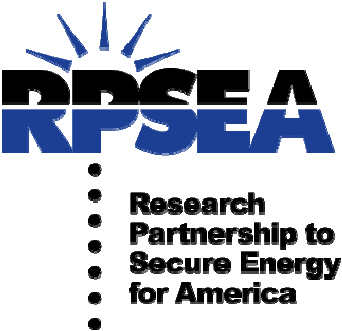 RPSEA
Research
Partnership to
Secure Energy
for America